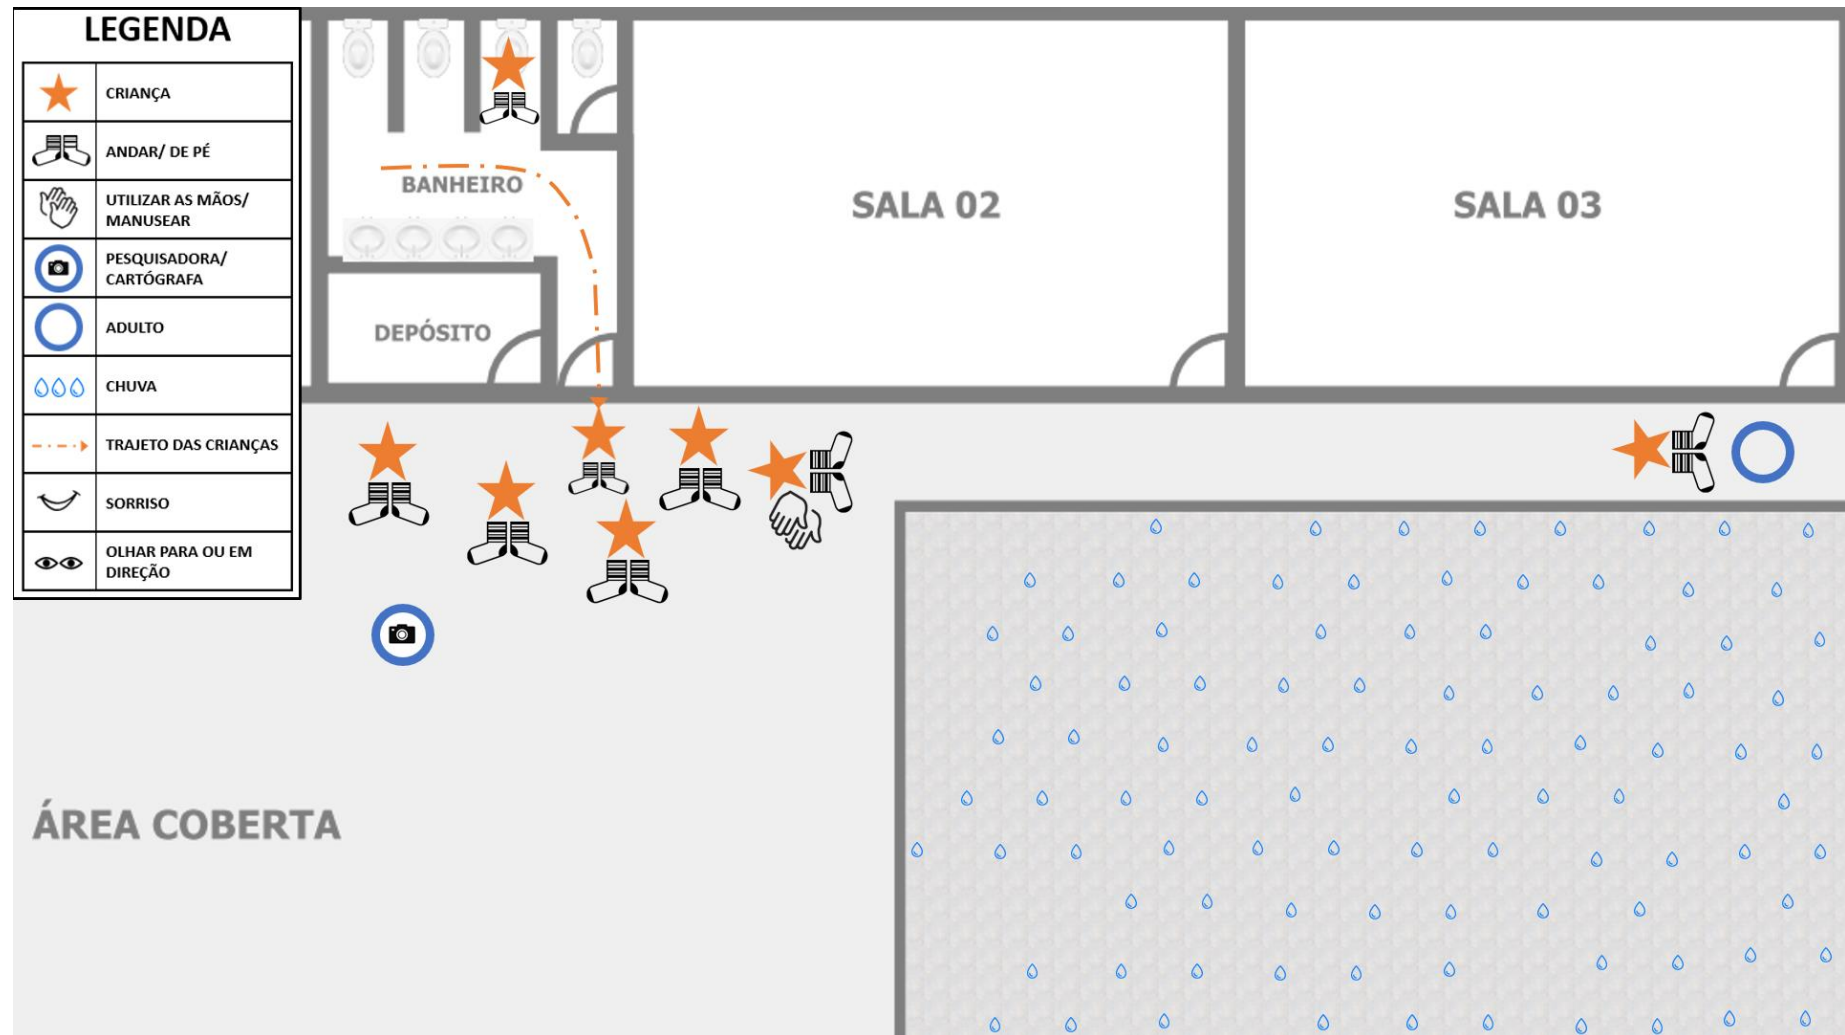 LEGENDA
CRIANÇA
ANDAR/ DE PÉ
UTILIZAR AS MÃOS/
MANUSEAR
PESQUISADORA/
CARTÓGRAFA
ADULTO
CHUVA
TRAJETO DAS CRIANÇAS
SORRISO
OLHAR PARA OU EM
DIREÇÃO
BANHEIRO
DEPÓSITO
SALA 02
SALA 03
ÁREA COBERTA